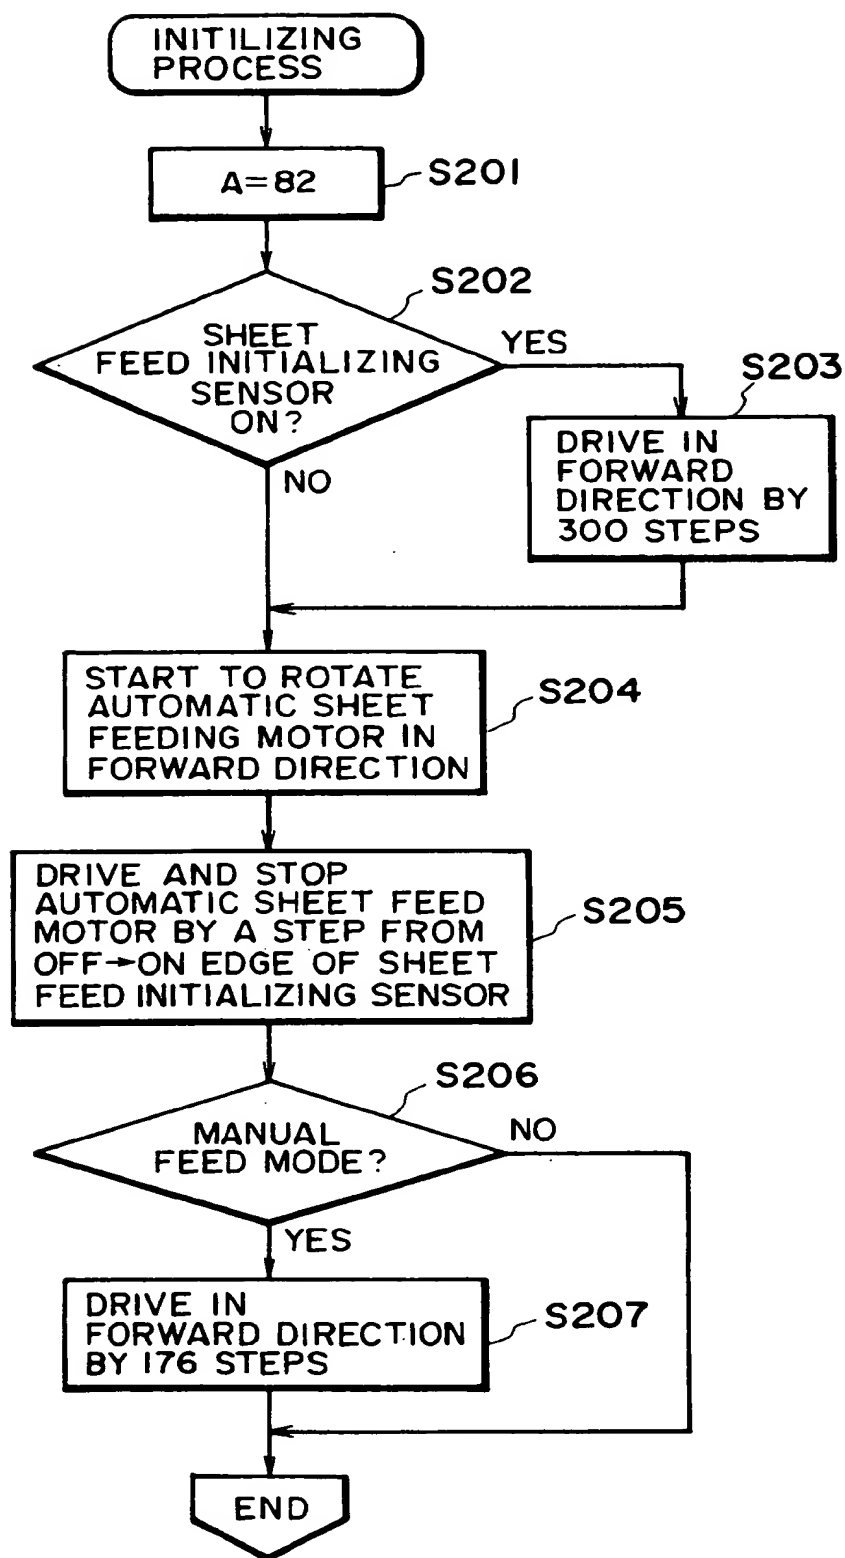 INITILIZING
PROCESS
A=82
S201
S202
SHEET
FEED INITIALIZING
SENSOR
ON?
YES
NO
S203
DRIVE IN
FORWARD
DIRECTION BY
300 STEPS
START TO ROTATE
AUTOMATIC SHEET
FEEDING MOTOR IN
FORWARD DIRECTION
S204
DRIVE AND STOP
AUTOMATIC SHEET FEED
MOTOR BY A STEP FROM
OFF→ON EDGE OF SHEET
FEED INITIALIZING SENSOR
S205
S206
MANUAL
FEED MODE?
NO
YES
DRIVE IN
FORWARD DIRECTION
BY 176 STEPS
S207
END